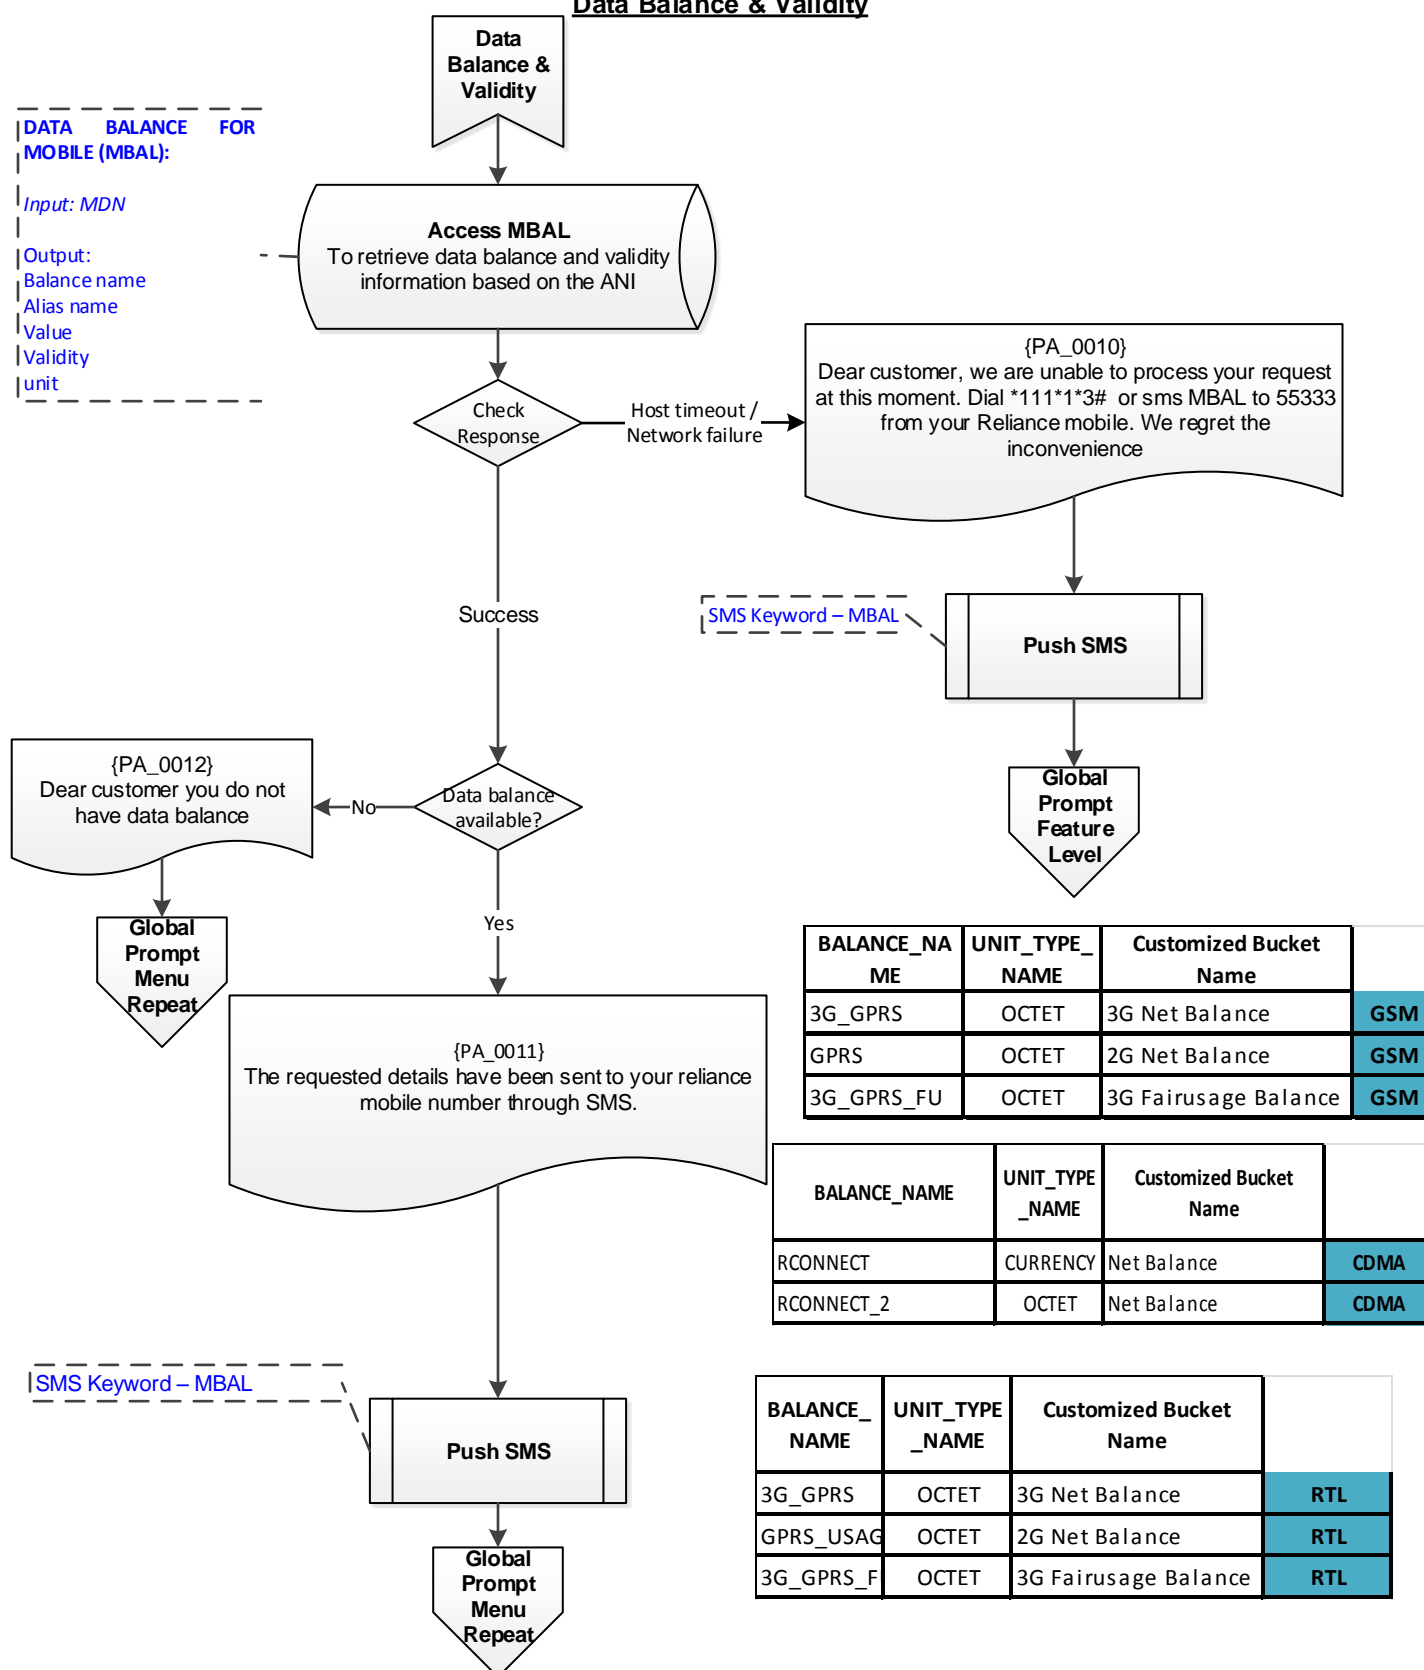 Data Balance & Validity
Data
Balance &
Validity
DATA BALANCE FOR
MOBILE (MBAL):
Input: MDN
Output:
Balance name
Alias name
Value
Validity
unit
Access MBAL
To retrieve data balance and validity
information based on the ANI
Check
Response
Host timeout /
Network failure
{PA_0010}
Dear customer, we are unable to process your request
at this moment. Dial *111*1*3# or sms MBAL to 55333
from your Reliance mobile. We regret the
inconvenience
Success
SMS Keyword – MBAL
Push SMS
Global
Prompt
Feature
Level
Data balance
available?
No
{PA_0012}
Dear customer you do not
have data balance
Global
Prompt
Menu
Repeat
Yes
{PA_0011}
The requested details have been sent to your reliance
mobile number through SMS.
BALANCE_NA
ME
UNIT_TYPE_
NAME
Customized Bucket
Name
3G_GPRS OCTET 3G Net Balance GSM
GPRS OCTET 2G Net Balance GSM
3G_GPRS_FU OCTET 3G Fairusage Balance GSM
BALANCE_NAME
UNIT_TYPE
_NAME
Customized Bucket
Name
RCONNECT CURRENCY Net Balance CDMA
RCONNECT_2 OCTET Net Balance CDMA
SMS Keyword – MBAL
Push SMS
Global
Prompt
Menu
Repeat
BALANCE_
NAME
UNIT_TYPE
_NAME
Customized Bucket
Name
3G_GPRS OCTET 3G Net Balance RTL
GPRS_USAG OCTET 2G Net Balance RTL
3G_GPRS_F OCTET 3G Fairusage Balance RTL